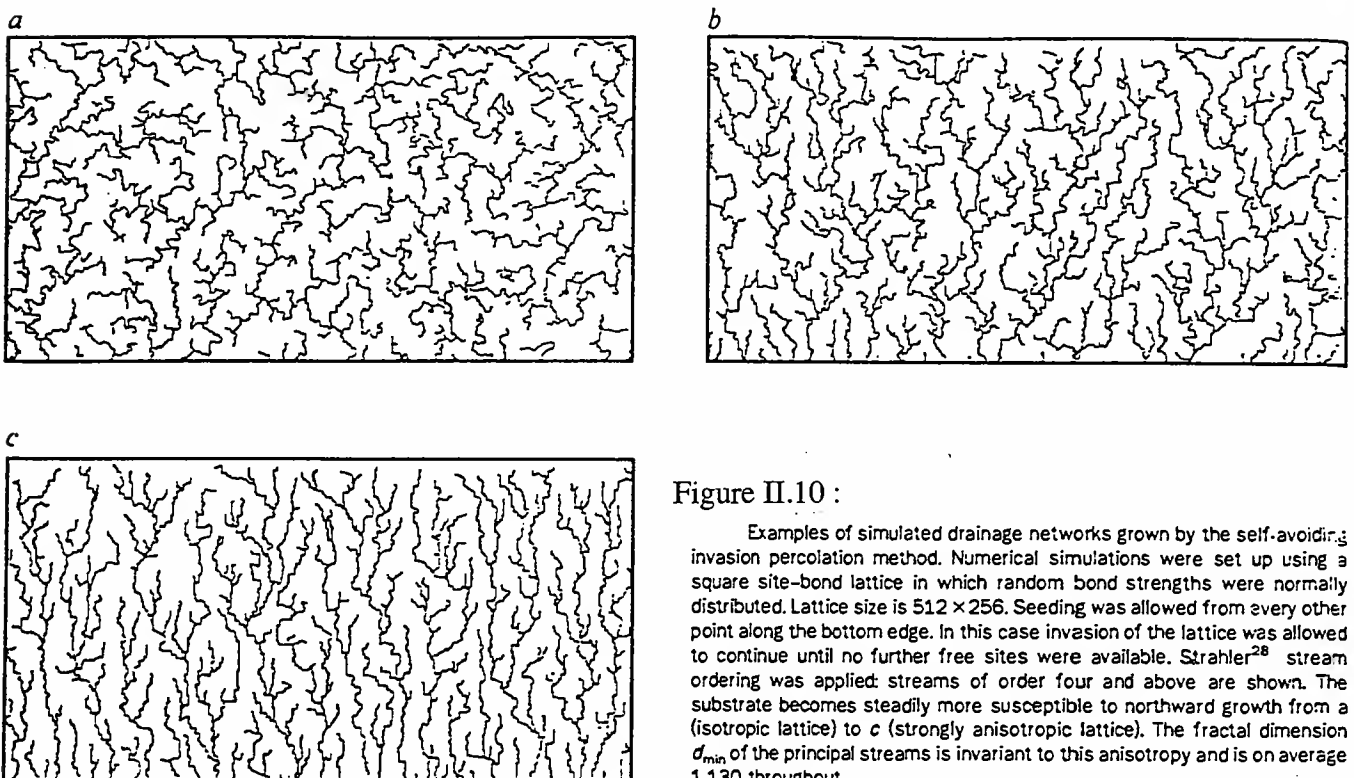 a
b
c
Figure II.10 :
Examples of simulated drainage networks grown by the self-avoiding
invasion percolation method. Numerical simulations were set up using a
square site-bond lattice in which random bond strengths were normally
distributed. Lattice size is 512 × 256. Seeding was allowed from every other
point along the bottom edge. In this case invasion of the lattice was allowed
to continue until no further free sites were available. Strahler²⁸ stream
ordering was applied: streams of order four and above are shown. The
substrate becomes steadily more susceptible to northward growth from a
(isotropic lattice) to c (strongly anisotropic lattice). The fractal dimension
dmin of the principal streams is invariant to this anisotropy and is on average
1.130 throughout